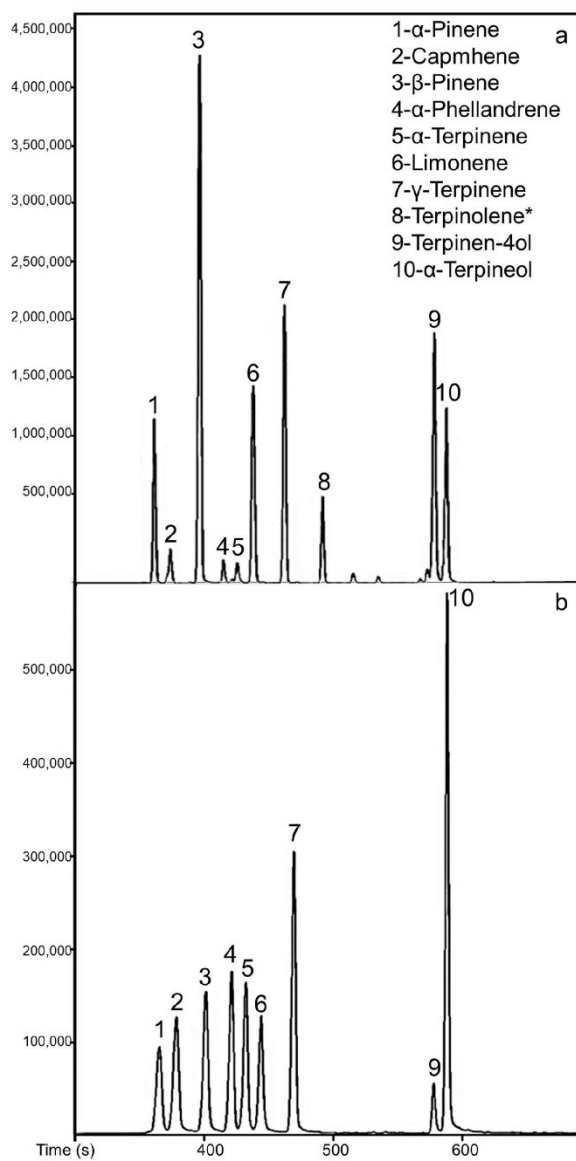 4,500,000
4,000,000
3,500,000
3,000,000
2,500,000
2,000,000
1,500,000
1,000,000
500,000
1
2
3
4
5
6
7
8
9
10
a
1-α-Pinene
2-Capmhene
3-β-Pinene
4-α-Phellandrene
5-α-Terpinene
6-Limonene
7-γ-Terpinene
8-Terpinolene*
9-Terpinen-4ol
10-α-Terpineol
b
500,000
400,000
300,000
200,000
100,000
1
2
3
4
5
6
7
9
10
Time (s)
400
500
600